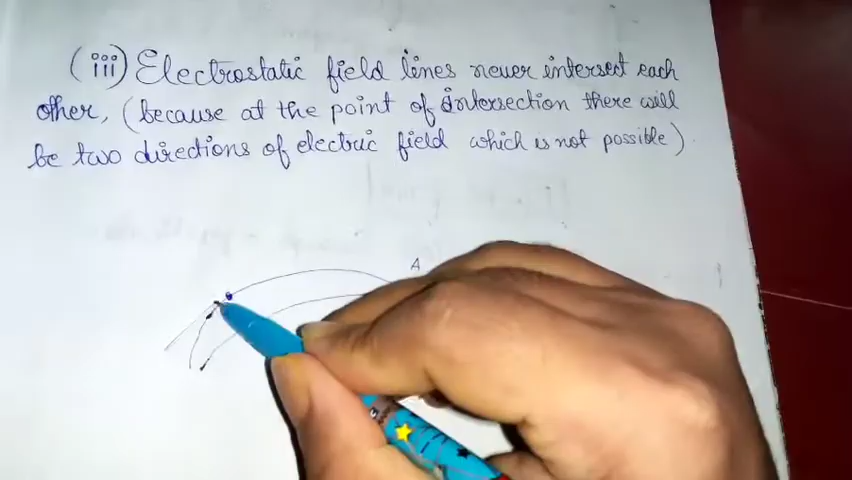 (iii) Electrostatic field lines never intersect each
other, (because at the point of intersection there will
be two directions of electric field which is not possible)
A